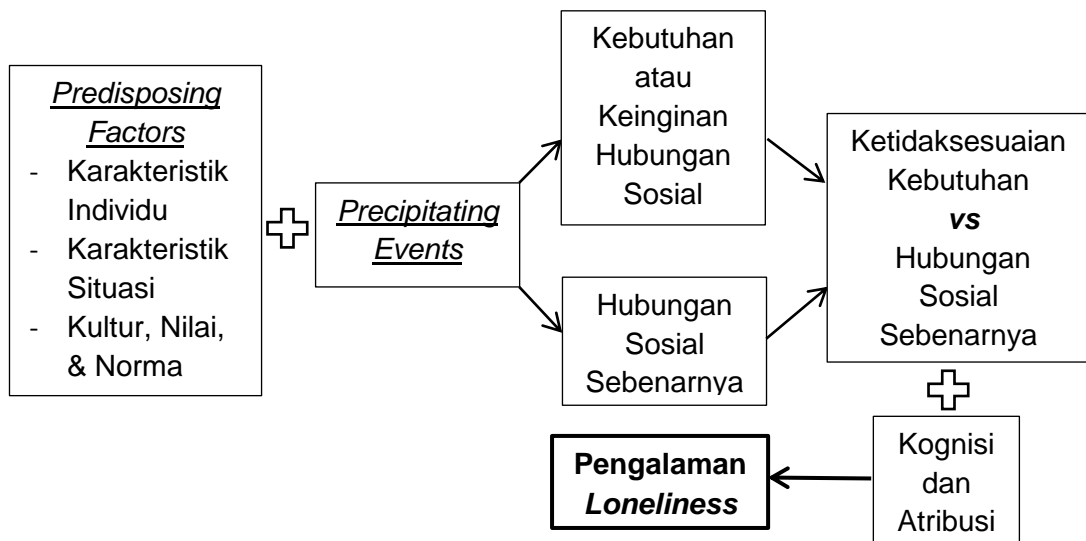 Predisposing
Factors
- Karakteristik
Individu
- Karakteristik
Situasi
- Kultur, Nilai,
& Norma
Precipitating
Events
Kebutuhan
atau
Keinginan
Hubungan
Sosial
Hubungan
Sosial
Sebenarnya
Ketidaksesuaian
Kebutuhan
vs
Hubungan
Sosial
Sebenarnya
Kognisi
dan
Atribusi
Pengalaman
Loneliness